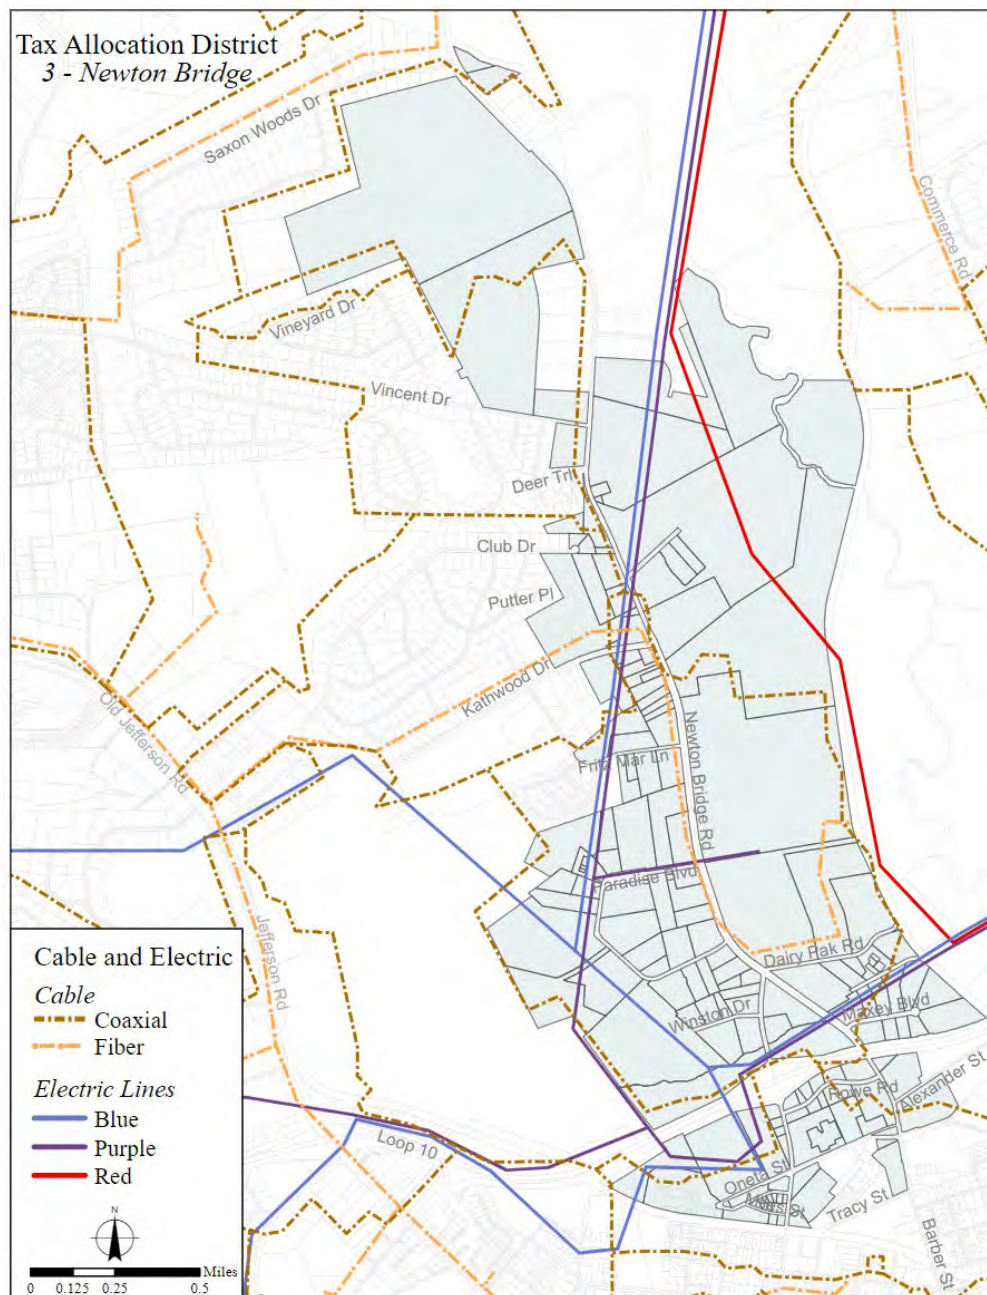 Tax Allocation District
3 - Newton Bridge
Saxon Woods Dr
Commerce Rd
Vineyard Dr
Vincent Dr
Deer Trl
Club Dr
Putter Pl
Kathwood Dr
Old Jefferson Rd
Fritz Mar Ln
Newton Bridge Rd
Paradise Blvd
Jefferson Rd
Dairy Pak Rd
Winston Dr
Maxey Blvd
Rowe Rd
Alexander St
Loop 10
Oneta St
Tracy St
Barber St
Cable and Electric
Cable
Coaxial
Fiber
Electric Lines
Blue
Purple
Red
N
Miles
0 0.125 0.25 0.5